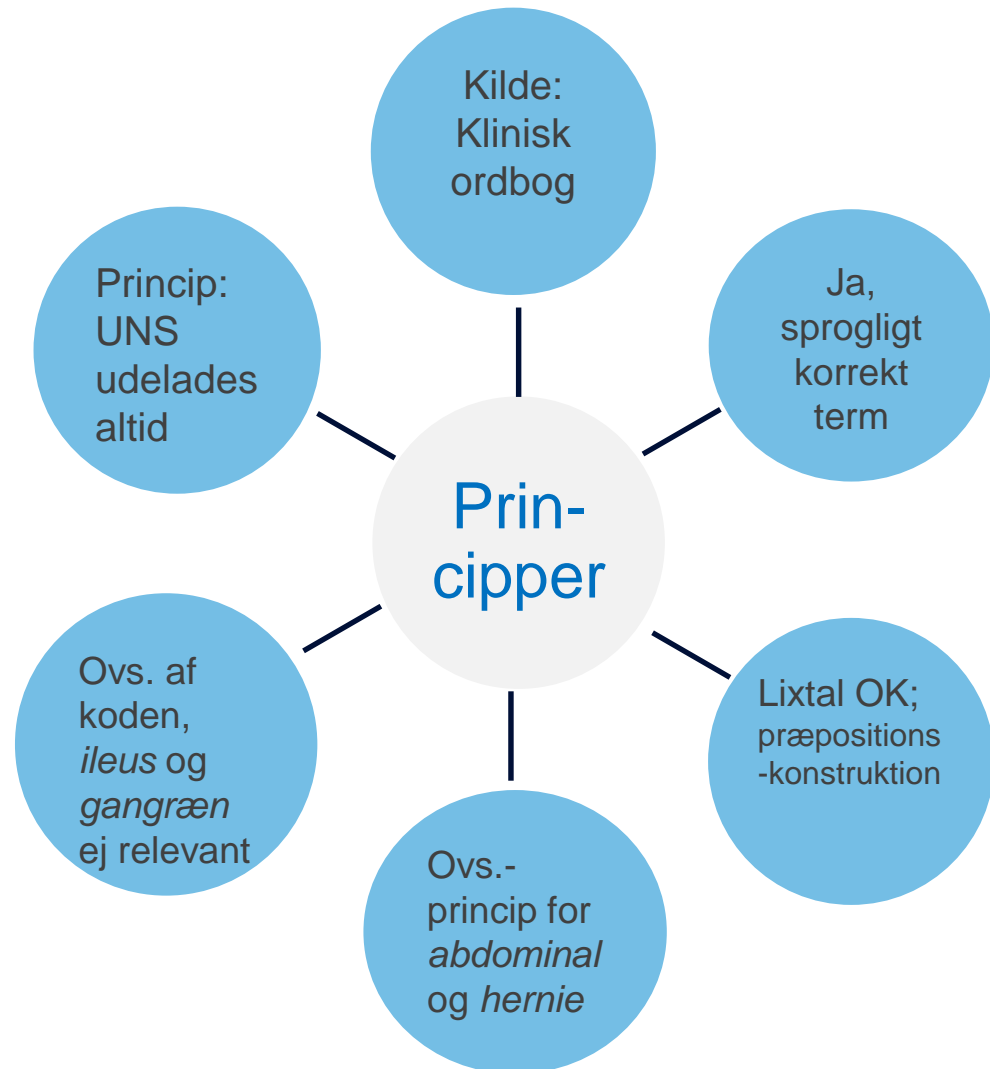 Kilde:
Klinisk
ordbog
Princip:
UNS
udelades
altid
Ja,
sprogligt
korrekt
term
Prin-
cipper
Ovs. af
koden,
ileus og
gangræn
ej relevant
Lixtal OK;
præpositions
-konstruktion
Ovs.-
princip for
abdominal
og hernie